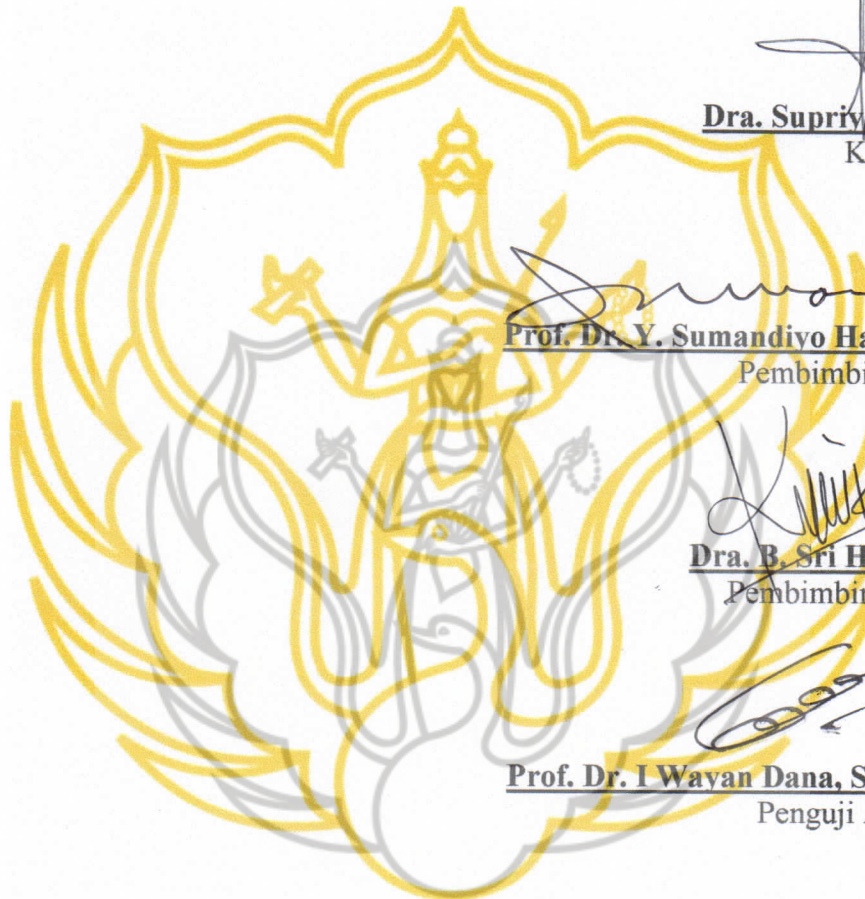 Dra. Supriy
K
Prof. Dr. Y. Sumandiyo Ha
Pembimbi
Dra. B. Sri H
Pembimbin
Prof. Dr. I Wayan Dana, S
Penguji